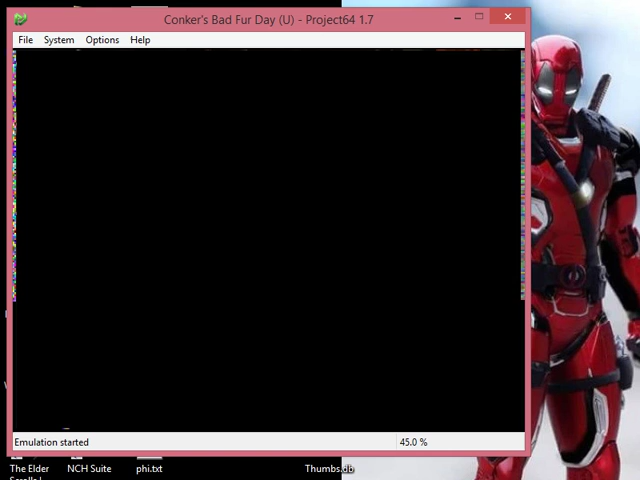 Conker's Bad Fur Day (U) - Project64 1.7
File System Options Help
Emulation started 45.0 %
The Elder NCH Suite phi.txt Thumbs.db
Scrolls I